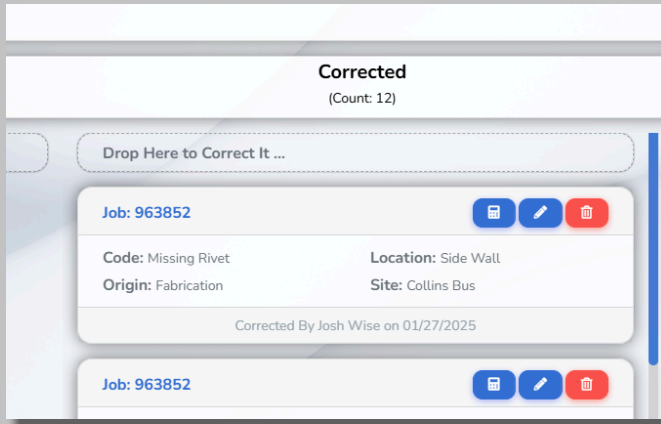 Corrected
(Count: 12)
Drop Here to Correct It ...
Job: 963852
Code: Missing Rivet Location: Side Wall
Origin: Fabrication Site: Collins Bus
Corrected By Josh Wise on 01/27/2025
Job: 963852